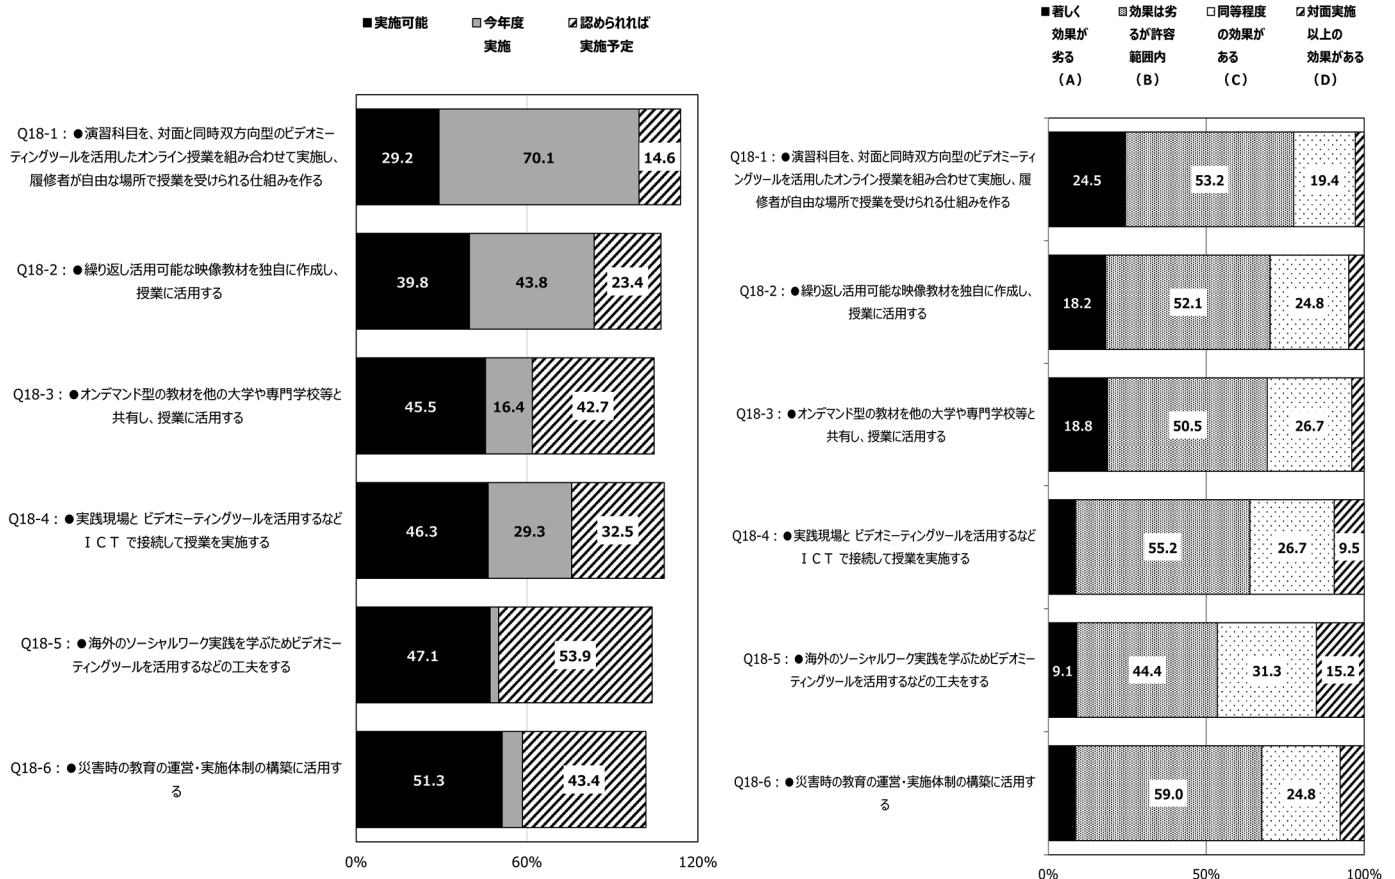 ■実施可能
■今年度
実施
認められれば
実施予定
Q18-1：●演習科目を、対面と同時双方向型のビデオミー
ティングツールを活用したオンライン授業を組み合わせて実施し、
履修者が自由な場所で授業を受けられる仕組みを作る
29.2
70.1
14.6
Q18-2：●繰り返し活用可能な映像教材を独自に作成し、
授業に活用する
39.8
43.8
23.4
Q18-3：●オンデマンド型の教材を他の大学や専門学校等と
共有し、授業に活用する
45.5
16.4
42.7
Q18-4：●実践現場と ビデオミーティングツールを活用するなど
ＩＣＴ で接続して授業を実施する
46.3
29.3
32.5
Q18-5：●海外のソーシャルワーク実践を学ぶためビデオミー
ティングツールを活用するなどの工夫をする
47.1
53.9
Q18-6：●災害時の教育の運営・実施体制の構築に活用す
る
51.3
43.4
0%
60%
120%
■著しく
効果が
劣る
（A）
効果は劣
るが許容
範囲内
（B）
同等程度
の効果が
ある
（C）
対面実施
以上の
効果がある
（D）
Q18-1：●演習科目を、対面と同時双方向型のビデオミーティ
ングツールを活用したオンライン授業を組み合わせて実施し、履
修者が自由な場所で授業を受けられる仕組みを作る
24.5
53.2
19.4
Q18-2：●繰り返し活用可能な映像教材を独自に作成し、
授業に活用する
18.2
52.1
24.8
Q18-3：●オンデマンド型の教材を他の大学や専門学校等と
共有し、授業に活用する
18.8
50.5
26.7
Q18-4：●実践現場と ビデオミーティングツールを活用するなど
ＩＣＴ で接続して授業を実施する
55.2
26.7
9.5
Q18-5：●海外のソーシャルワーク実践を学ぶためビデオミー
ティングツールを活用するなどの工夫をする
9.1
44.4
31.3
15.2
Q18-6：●災害時の教育の運営・実施体制の構築に活用す
る
59.0
24.8
0%
50%
100%